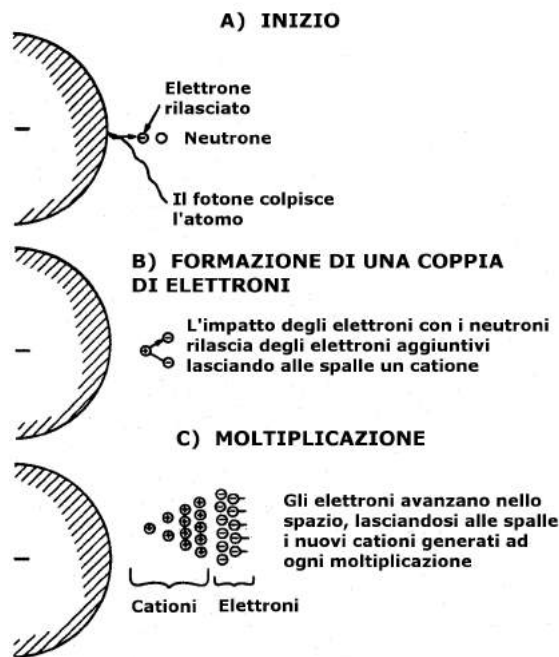 A) INIZIO
Elettrone
rilasciato
Neutrone
Il fotone colpisce
l'atomo
B) FORMAZIONE DI UNA COPPIA
DI ELETTRONI
L'impatto degli elettroni con i neutroni
rilascia degli elettroni aggiuntivi
lasciando alle spalle un catione
C) MOLTIPLICAZIONE
Gli elettroni avanzano nello
spazio, lasciandosi alle spalle
i nuovi cationi generati ad
ogni moltiplicazione
Cationi Elettroni